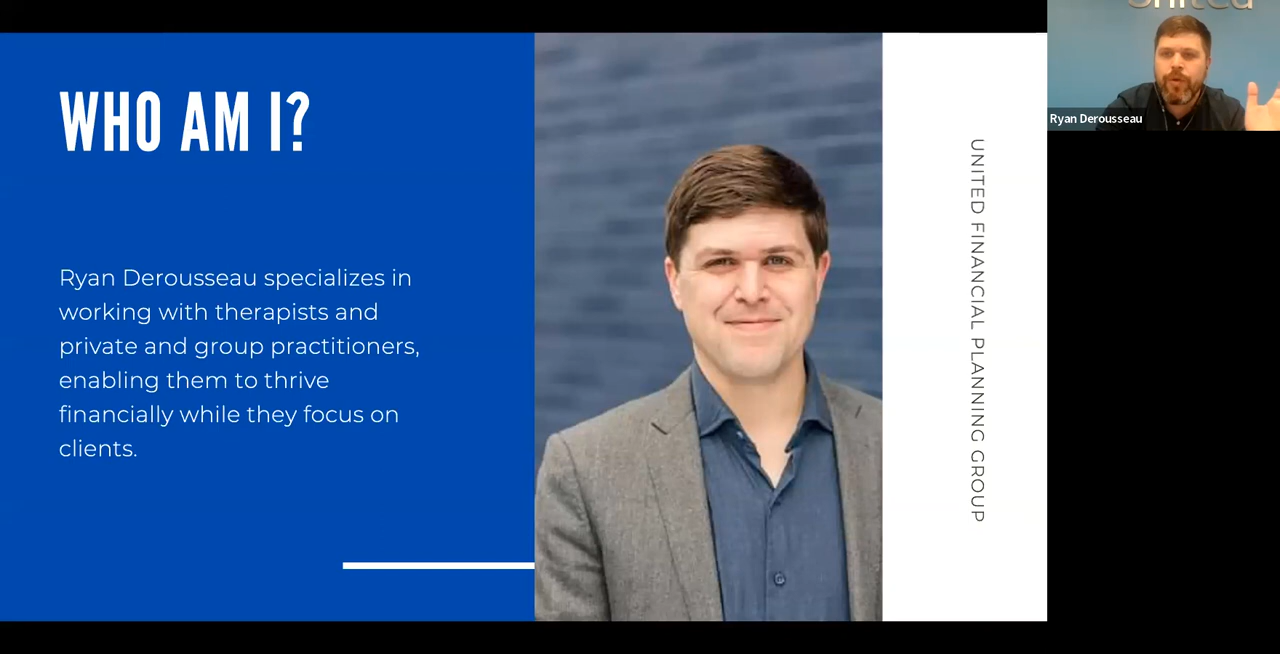 WHO AM I?
Ryan Derousseau specializes in
working with therapists and
private and group practitioners,
enabling them to thrive
financially while they focus on
clients.
UNITED FINANCIAL PLANNING GROUP
United
Ryan Derousseau